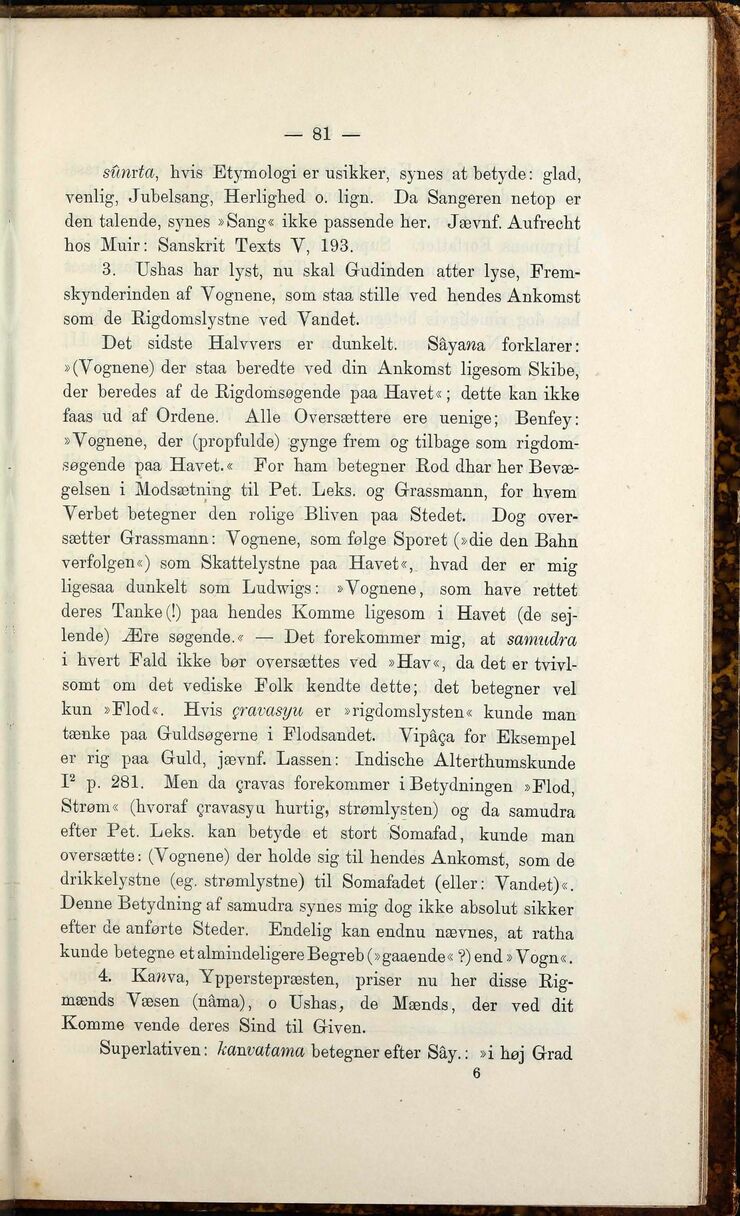 — 81 —
sûnrta, hvis Etymologi er usikker, synes at betyde: glad,
venlig, Jubelsang, Herlighed o. lign. Da Sangeren netop er
den talende, synes »Sang« ikke passende her. Jævnf. Aufrecht
hos Muir: Sanskrit Texts V, 193.
3. Ushas har lyst, nu skal Gudinden atter lyse, Frem-
skynderinden af Vognene, som staa stille ved hendes Ankomst
som de Rigdomslystne ved Vandet.
Det sidste Halvvers er dunkelt. Sâyana forklarer:
»(Vognene) der staa beredte ved din Ankomst ligesom Skibe,
der beredes af de Rigdomsøgende paa Havet«; dette kan ikke
faas ud af Ordene. Alle Oversættere ere uenige; Benfey:
»Vognene, der (propfulde) gynge frem og tilbage som rigdom-
søgende paa Havet.« For ham betegner Rod dhar her Bevæ-
gelsen i Modsætning til Pet. Leks. og Grassmann, for hvem
Verbet betegner den rolige Bliven paa Stedet. Dog over-
sætter Grassmann: Vognene, som følge Sporet (»die den Bahn
verfolgen«) som Skattelystne paa Havet«, hvad der er mig
ligesaa dunkelt som Ludwigs: »Vognene, som have rettet
deres Tanke(!) paa hendes Komme ligesom i Havet (de sej-
lende) Ære søgende.« — Det forekommer mig, at samudra
i hvert Fald ikke bør oversættes ved »Hav«, da det er tvivl-
somt om det vediske Folk kendte dette; det betegner vel
kun »Flod«. Hvis çravasyu er »rigdomslysten« kunde man
tænke paa Guldsøgerne i Flodsandet. Vipâça for Eksempel
er rig paa Guld, jævnf. Lassen: Indische Alterthumskunde
I² p. 281. Men da çravas forekommer i Betydningen »Flod,
Strøm« (hvoraf çravasyu hurtig, strømlysten) og da samudra
efter Pet. Leks. kan betyde et stort Somafad, kunde man
oversætte: (Vognene) der holde sig til hendes Ankomst, som de
drikkelystne (eg. strømlystne) til Somafadet (eller: Vandet)«.
Denne Betydning af samudra synes mig dog ikke absolut sikker
efter de anførte Steder. Endelig kan endnu nævnes, at ratha
kunde betegne et almindeligere Begreb (»gaaende«?) end »Vogn«.
4. Kanva, Ypperstepræsten, priser nu her disse Rig-
mænds Væsen (nâma), o Ushas, de Mænds, der ved dit
Komme vende deres Sind til Given.
Superlativen: kanvatama betegner efter Sây.: »i høj Grad
6